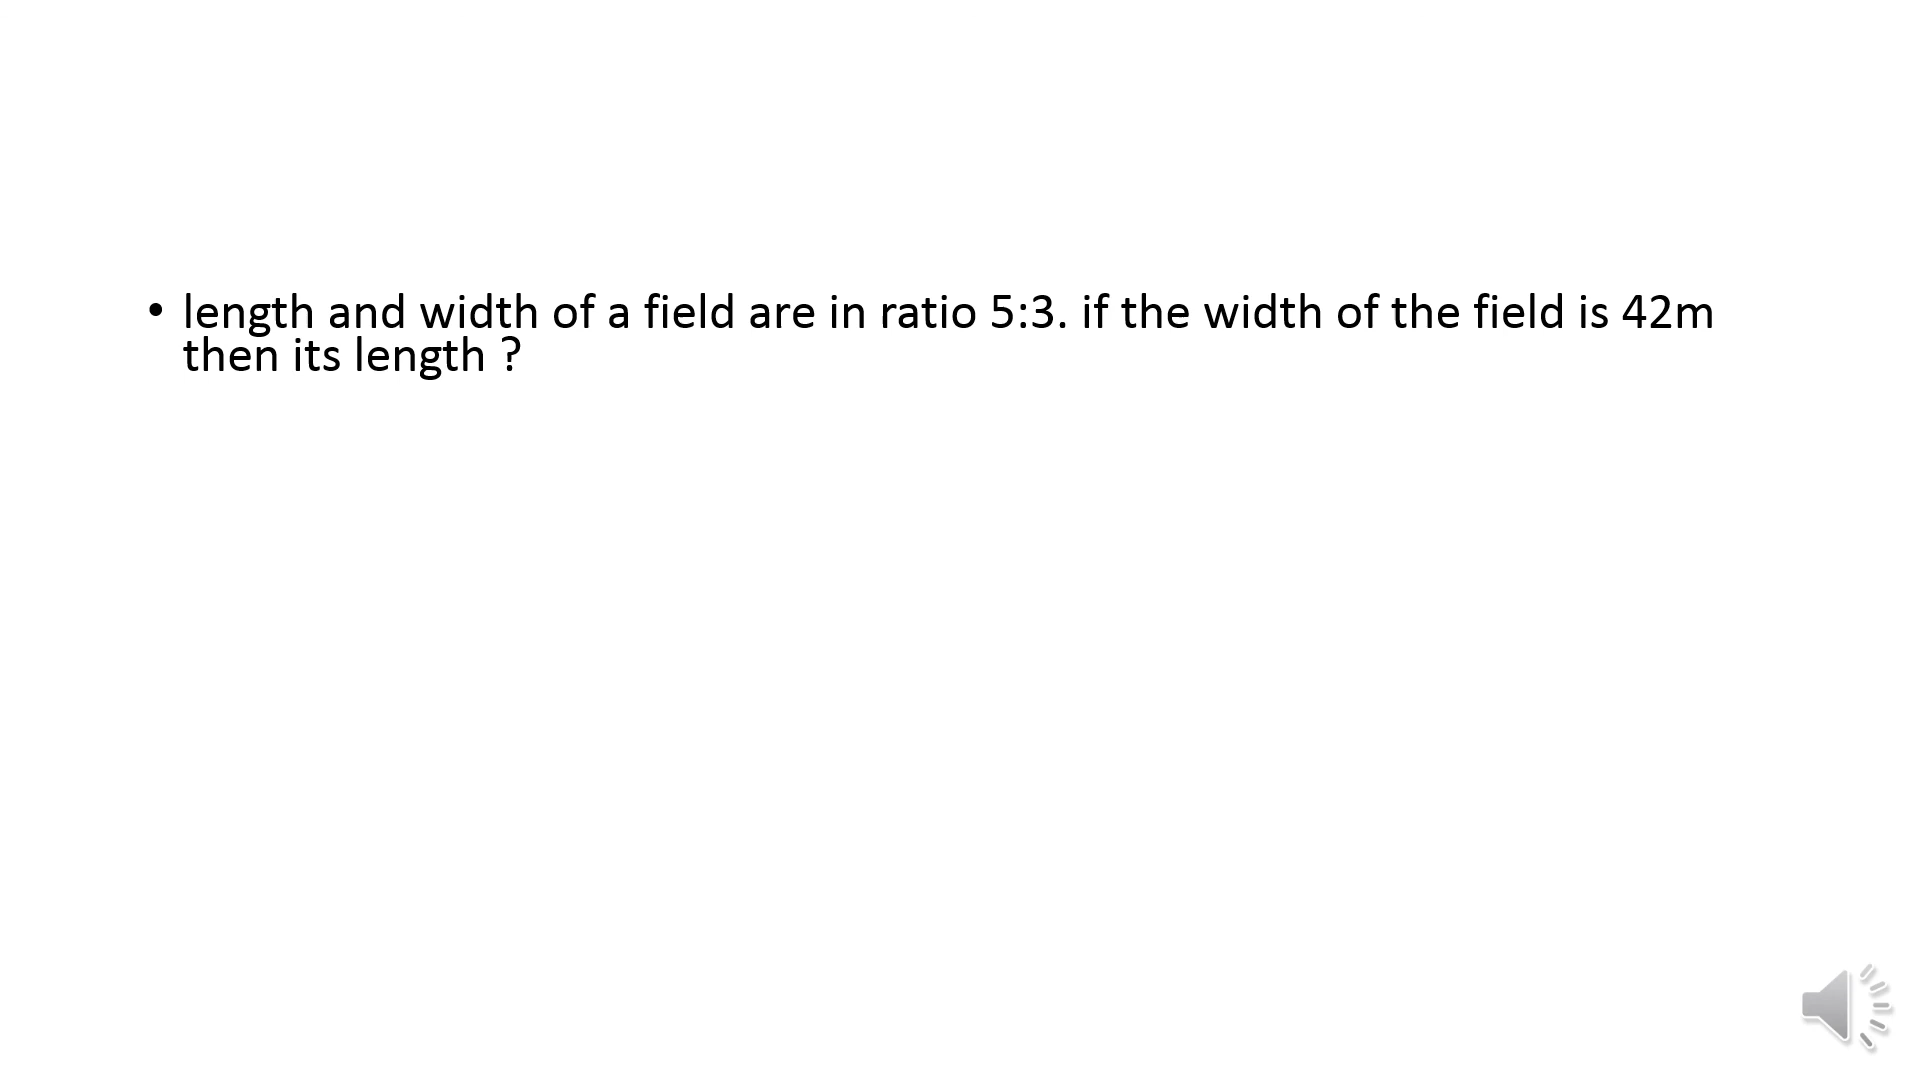 • length and width of a field are in ratio 5:3. if the width of the field is 42m
then its length ?